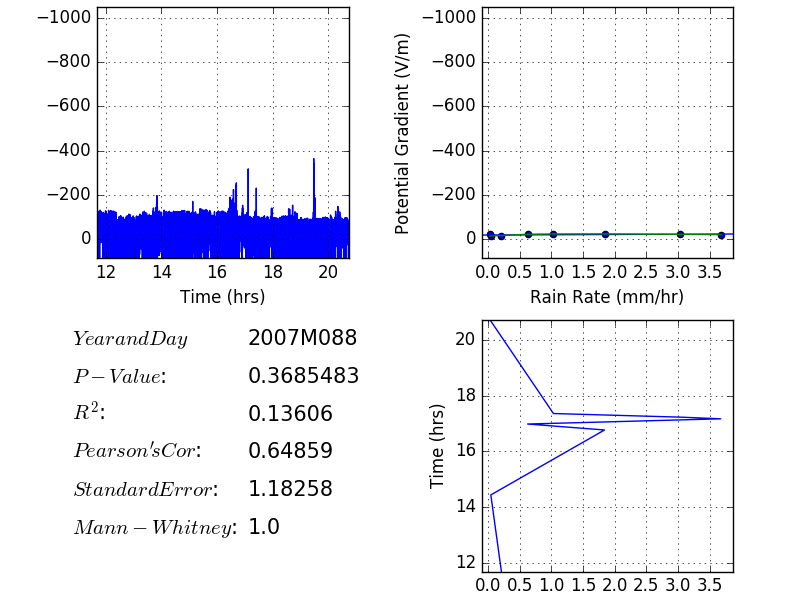 −1000
−800
−600
−400
−200
0
12 14 16 18 20
Time (hrs)
Potential Gradient (V/m)
−1000
−800
−600
−400
−200
0
0.0 0.5 1.0 1.5 2.0 2.5 3.0 3.5
Rain Rate (mm/hr)
YearandDay 2007M088
P−Value: 0.3685483
R²: 0.13606
Pearson'sCor: 0.64859
StandardError: 1.18258
Mann−Whitney: 1.0
Time (hrs)
20
18
16
14
12
0.0 0.5 1.0 1.5 2.0 2.5 3.0 3.5